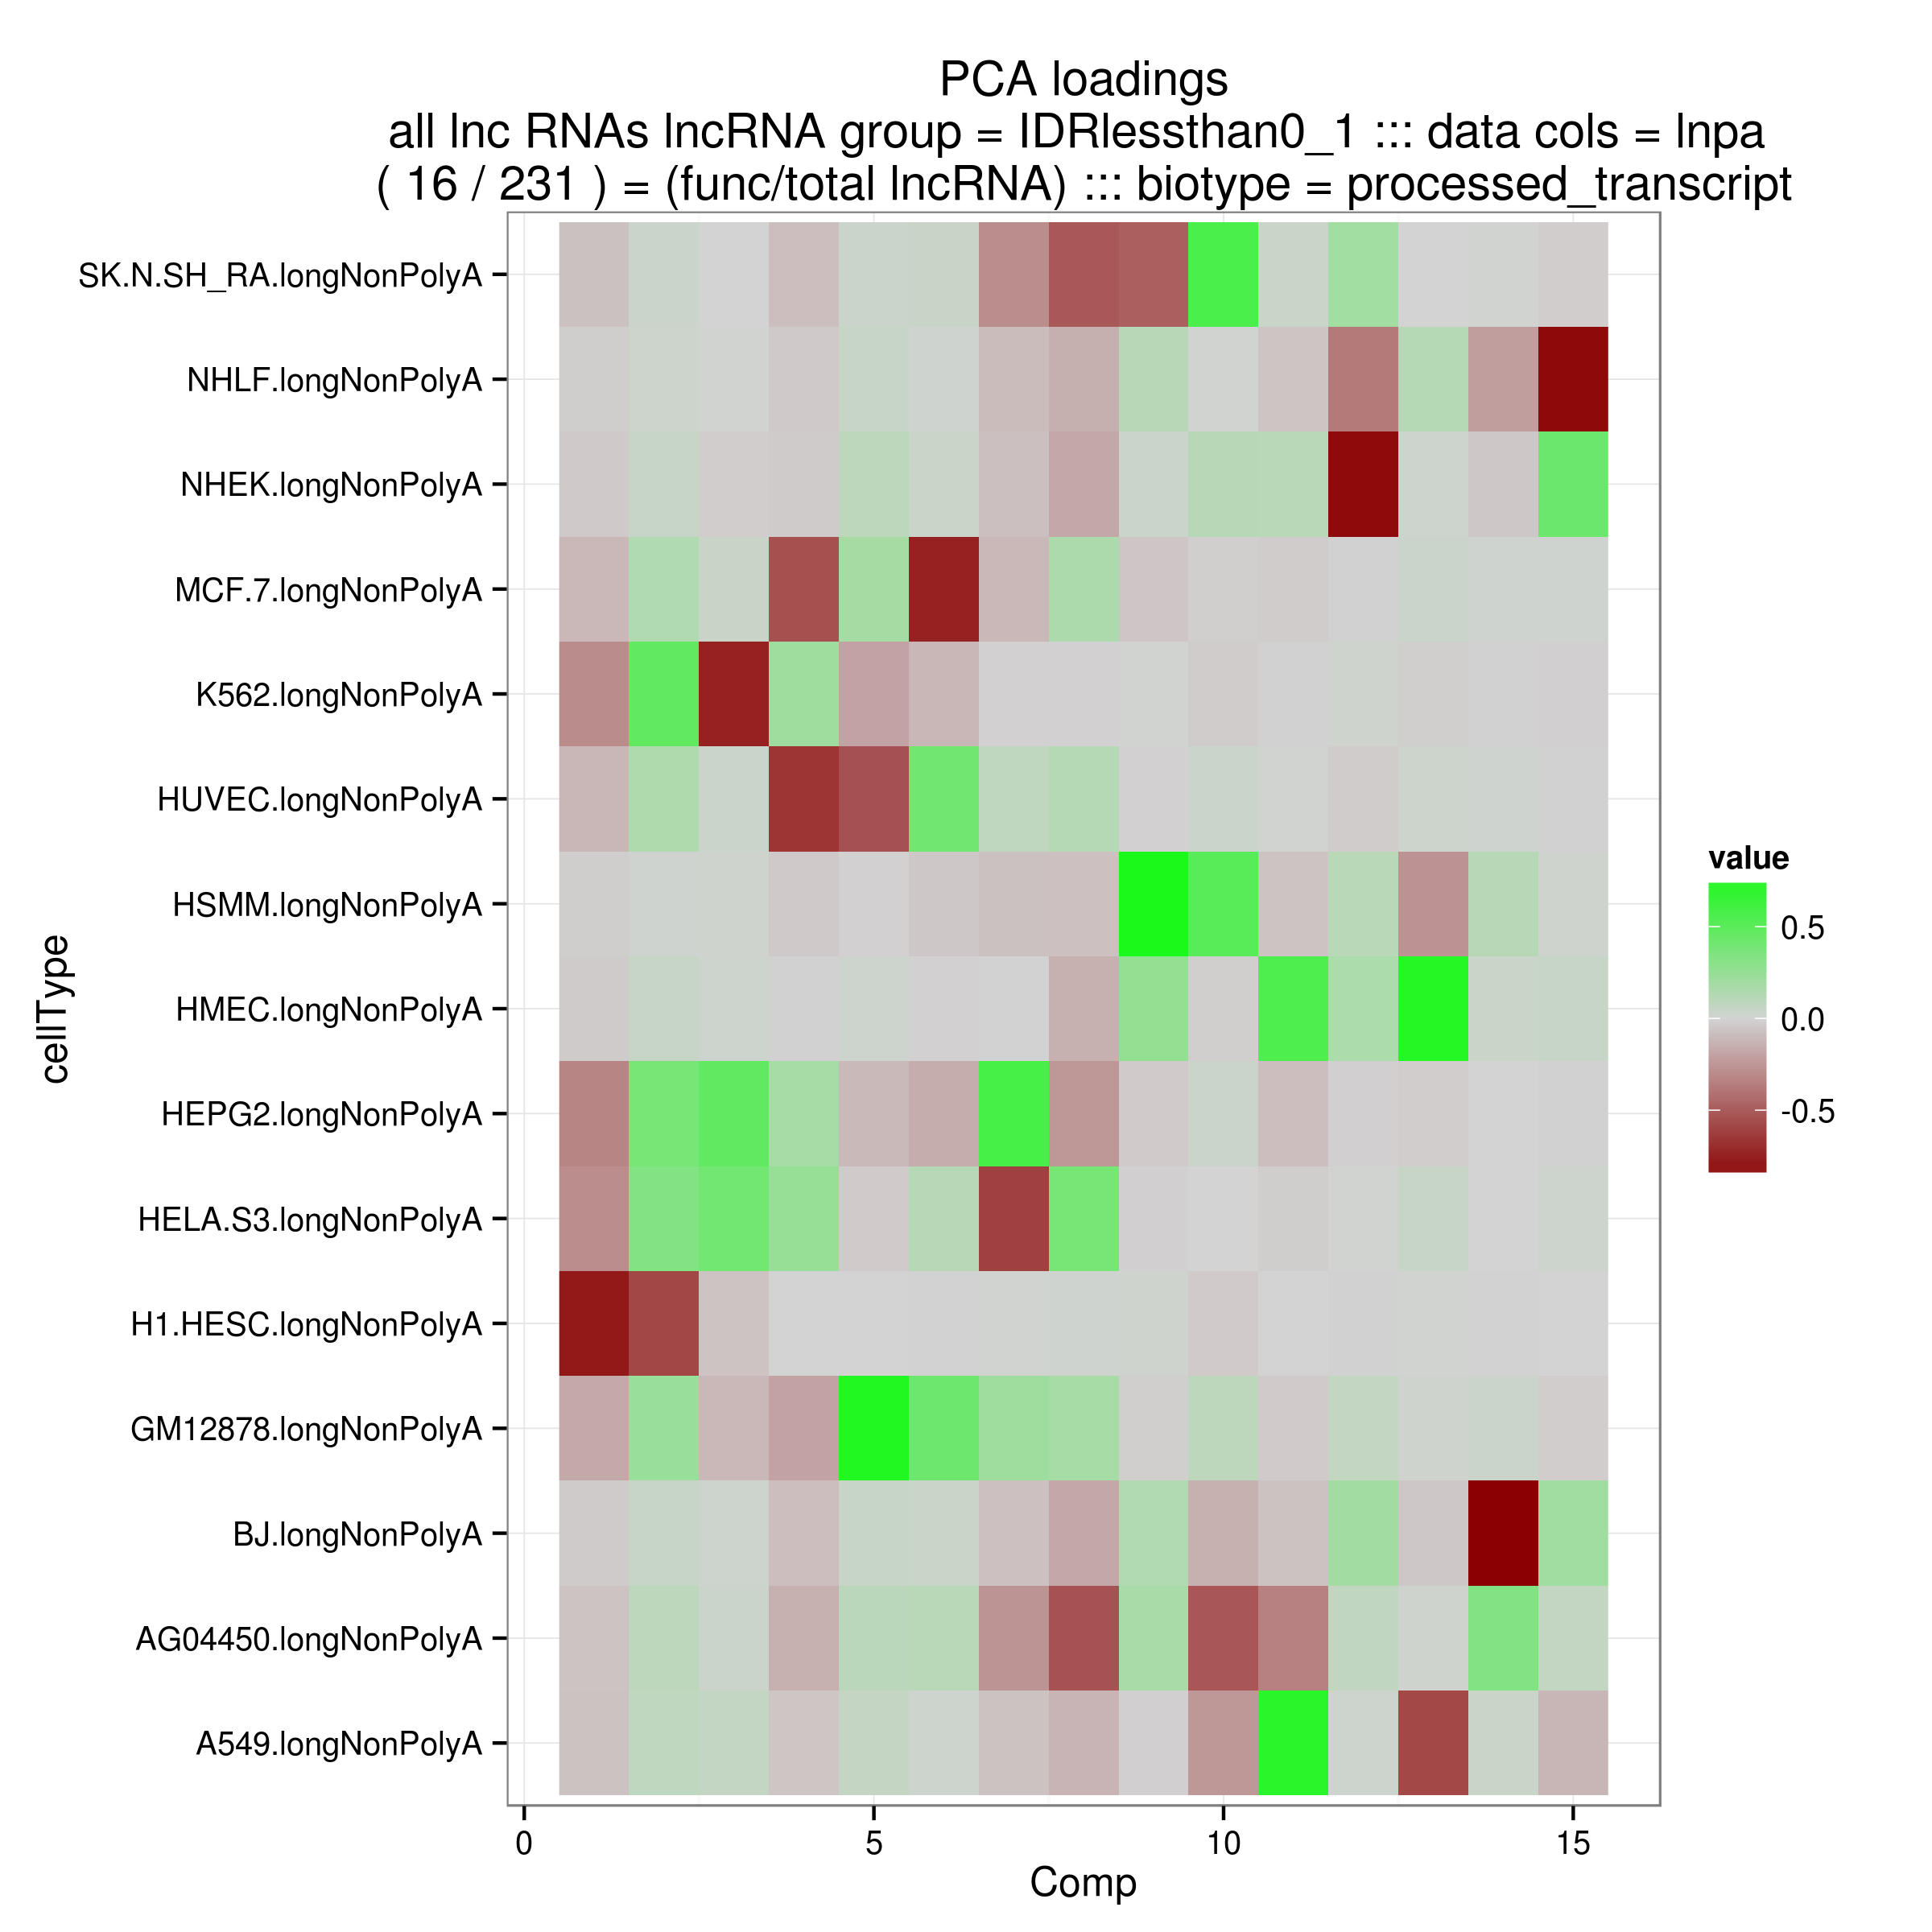 PCA loadings
all lnc RNAs lncRNA group = IDRlessthan0_1 ::: data cols = lnpa
( 16 / 231 ) = (func/total lncRNA) ::: biotype = processed_transcript
SK.N.SH_RA.longNonPolyA
NHLF.longNonPolyA
NHEK.longNonPolyA
MCF.7.longNonPolyA
K562.longNonPolyA
HUVEC.longNonPolyA
HSMM.longNonPolyA
HMEC.longNonPolyA
HEPG2.longNonPolyA
HELA.S3.longNonPolyA
H1.HESC.longNonPolyA
GM12878.longNonPolyA
BJ.longNonPolyA
AG04450.longNonPolyA
A549.longNonPolyA
cellType
0 5 10 15
Comp
value
0.5
0.0
-0.5